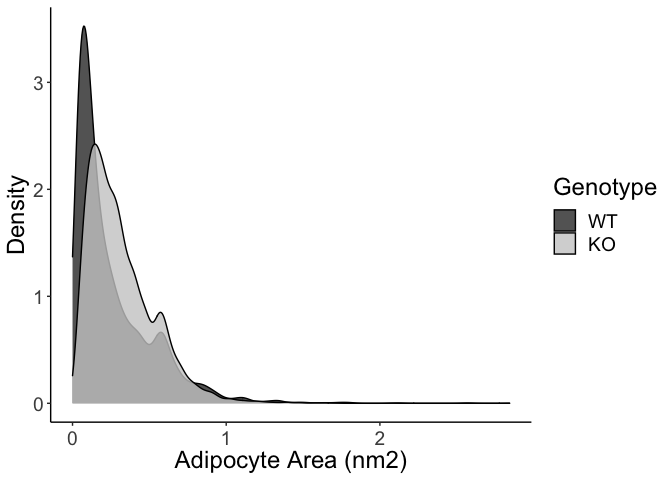 3
2
1
0
Density
0 1 2
Adipocyte Area (nm2)
Genotype
WT
KO